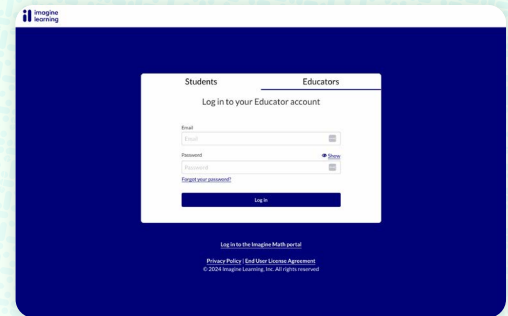 imagine
learning
Students Educators
Log in to your Educator account
Email
Email
Password Show
Password
Forgot your password?
Log in
Log in to the Imagine Math portal
Privacy Policy | End User License Agreement
© 2024 Imagine Learning, Inc. All rights reserved